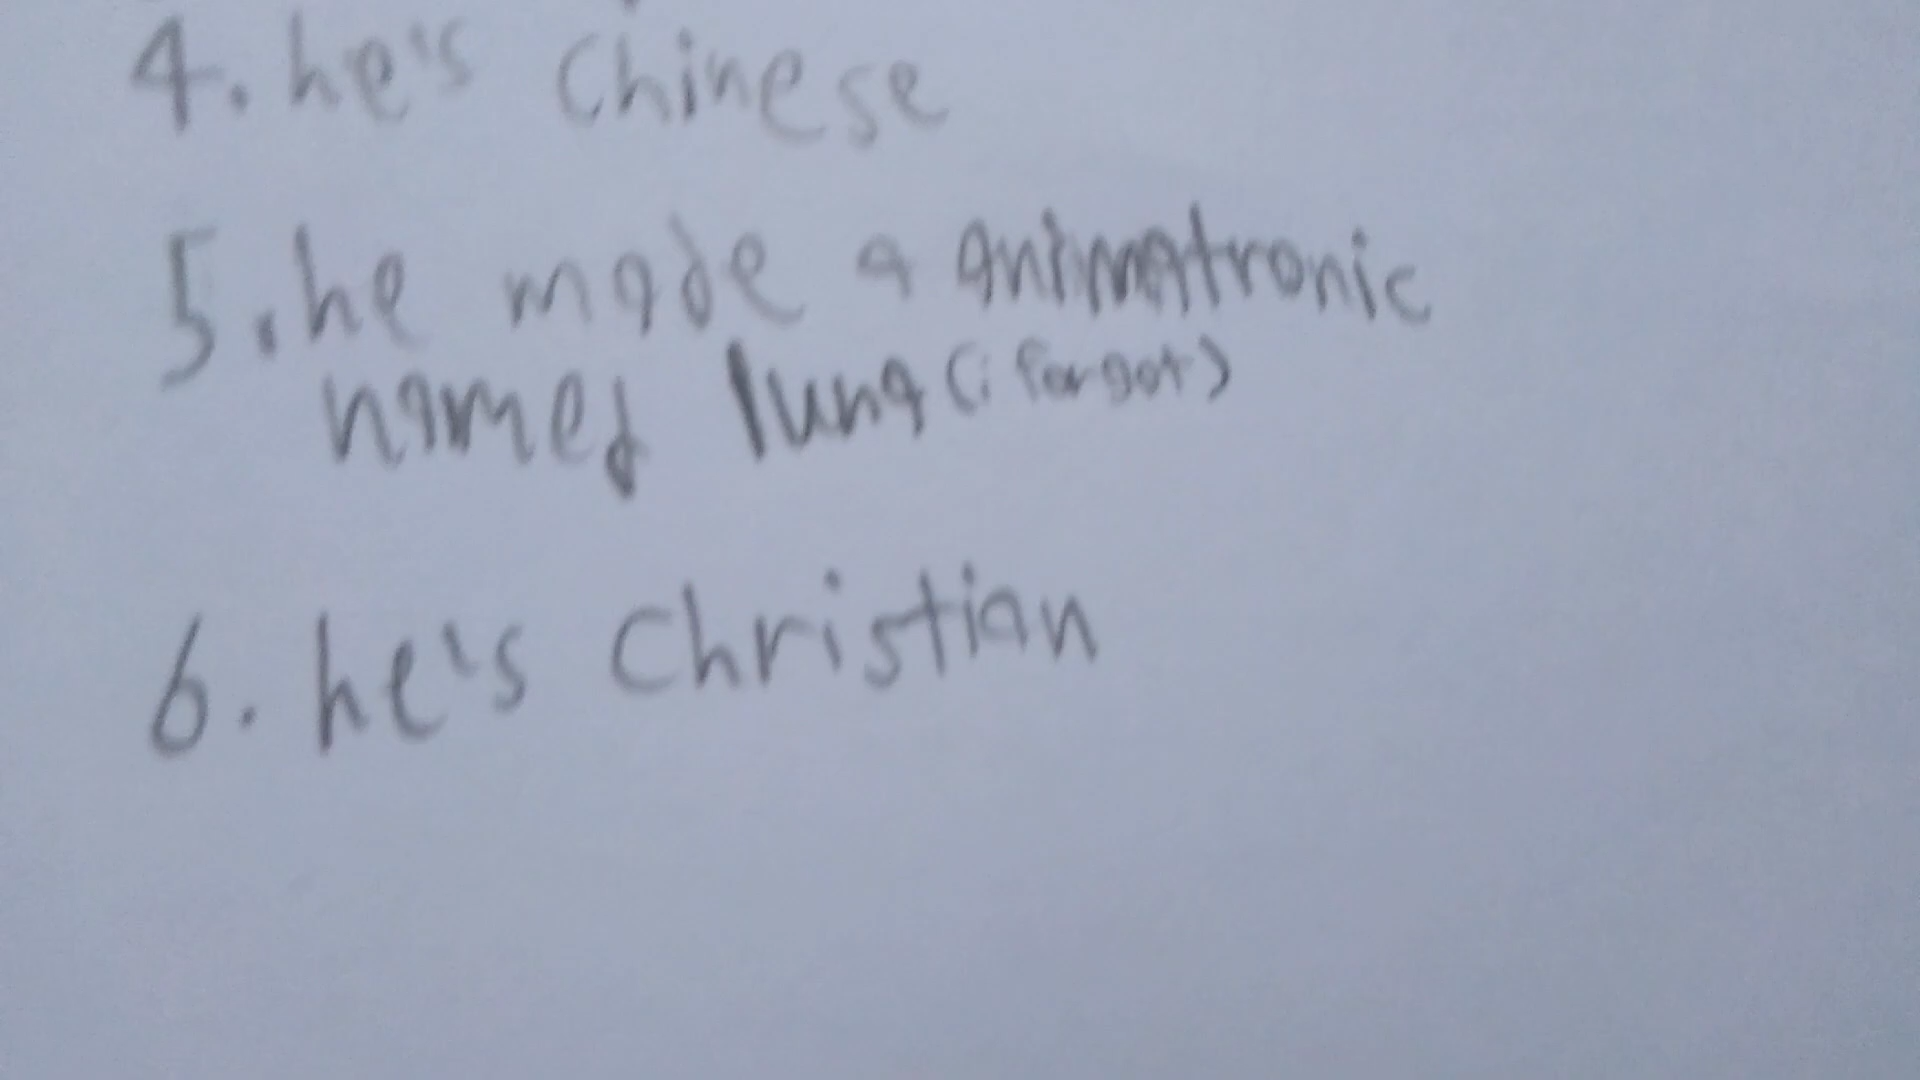 4. he's Chinese
5. he made a animatronic
named lung (i forgot)
6. he's Christian